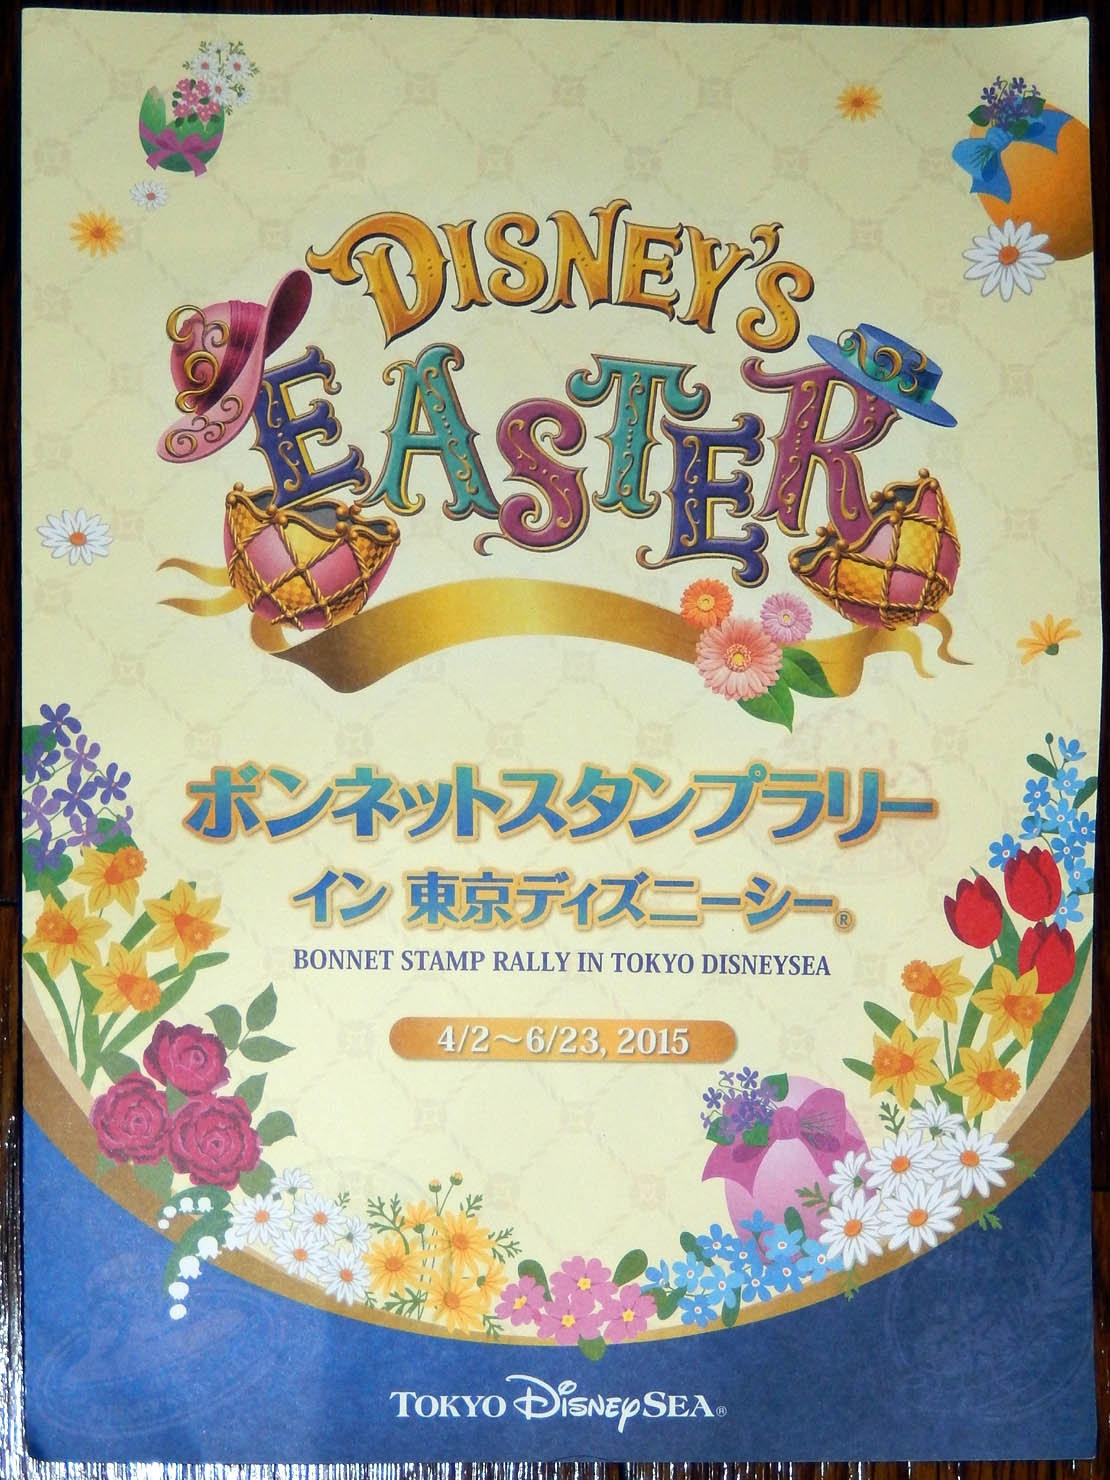 DISNEY'S
EASTER
ボンネットスタンプラリー
イン 東京ディズニーシー®
BONNET STAMP RALLY IN TOKYO DISNEYSEA
4/2～6/23, 2015
TOKYO DISNEYSEA®